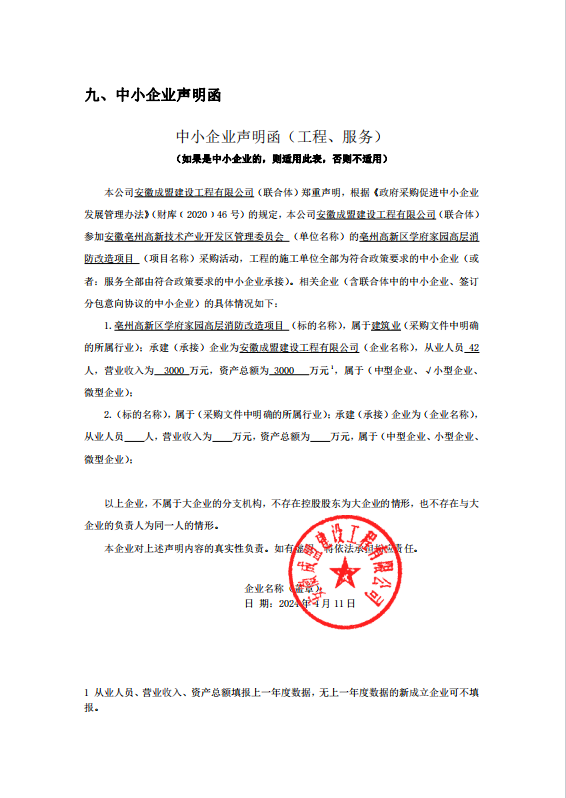 九、中小企业声明函
中小企业声明函（工程、服务）
（如果是中小企业的，则适用此表，否则不适用）
本公司安徽成盟建设工程有限公司（联合体）郑重声明，根据《政府采购促进中小企业
发展管理办法》（财库﹝2020﹞46 号）的规定，本公司安徽成盟建设工程有限公司（联合体）
参加安徽亳州高新技术产业开发区管理委员会（单位名称）的亳州高新区学府家园高层消
防改造项目（项目名称）采购活动，工程的施工单位全部为符合政策要求的中小企业（或
者：服务全部由符合政策要求的中小企业承接）。相关企业（含联合体中的中小企业、签订
分包意向协议的中小企业）的具体情况如下：
1.亳州高新区学府家园高层消防改造项目（标的名称），属于建筑业（采购文件中明确
的所属行业）；承建（承接）企业为安徽成盟建设工程有限公司（企业名称），从业人员 42
人，营业收入为 3000 万元，资产总额为 3000 万元¹，属于（中型企业、√小型企业、
微型企业）；
2.（标的名称），属于（采购文件中明确的所属行业）；承建（承接）企业为（企业名称），
从业人员____人，营业收入为____万元，资产总额为____万元，属于（中型企业、小型企业、
微型企业）；
以上企业，不属于大企业的分支机构，不存在控股股东为大企业的情形，也不存在与大
企业的负责人为同一人的情形。
本企业对上述声明内容的真实性负责。如有虚假，将依法承担相应责任。
企业名称（盖章）：
日 期：2024年4月11日
安徽成盟建设工程有限公司
1 从业人员、营业收入、资产总额填报上一年度数据，无上一年度数据的新成立企业可不填
报。